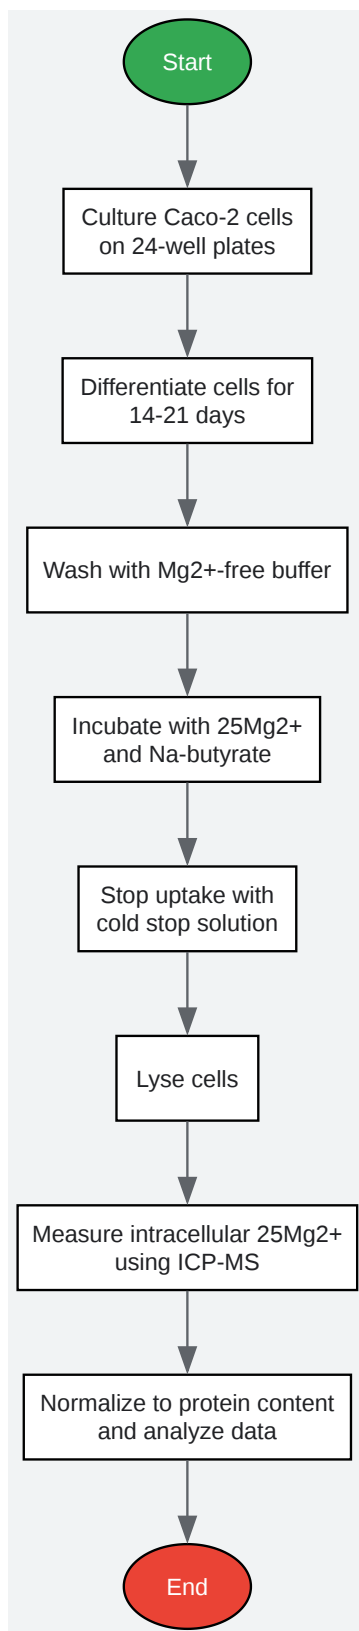 Start
Culture Caco-2 cells
on 24-well plates
Differentiate cells for
14-21 days
Wash with Mg2+-free buffer
Incubate with 25Mg2+
and Na-butyrate
Stop uptake with
cold stop solution
Lyse cells
Measure intracellular 25Mg2+
using ICP-MS
Normalize to protein content
and analyze data
End